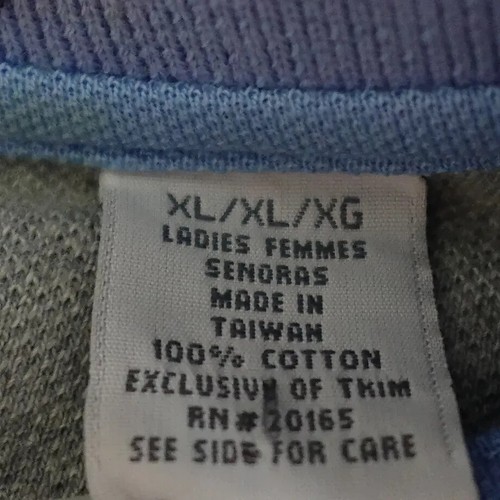 XL/XL/XG
LADIES FEMMES
SENORAS
MADE IN
TAIWAN
100% COTTON
EXCLUSIVE OF TRIM
RN# 20165
SEE SIDE FOR CARE